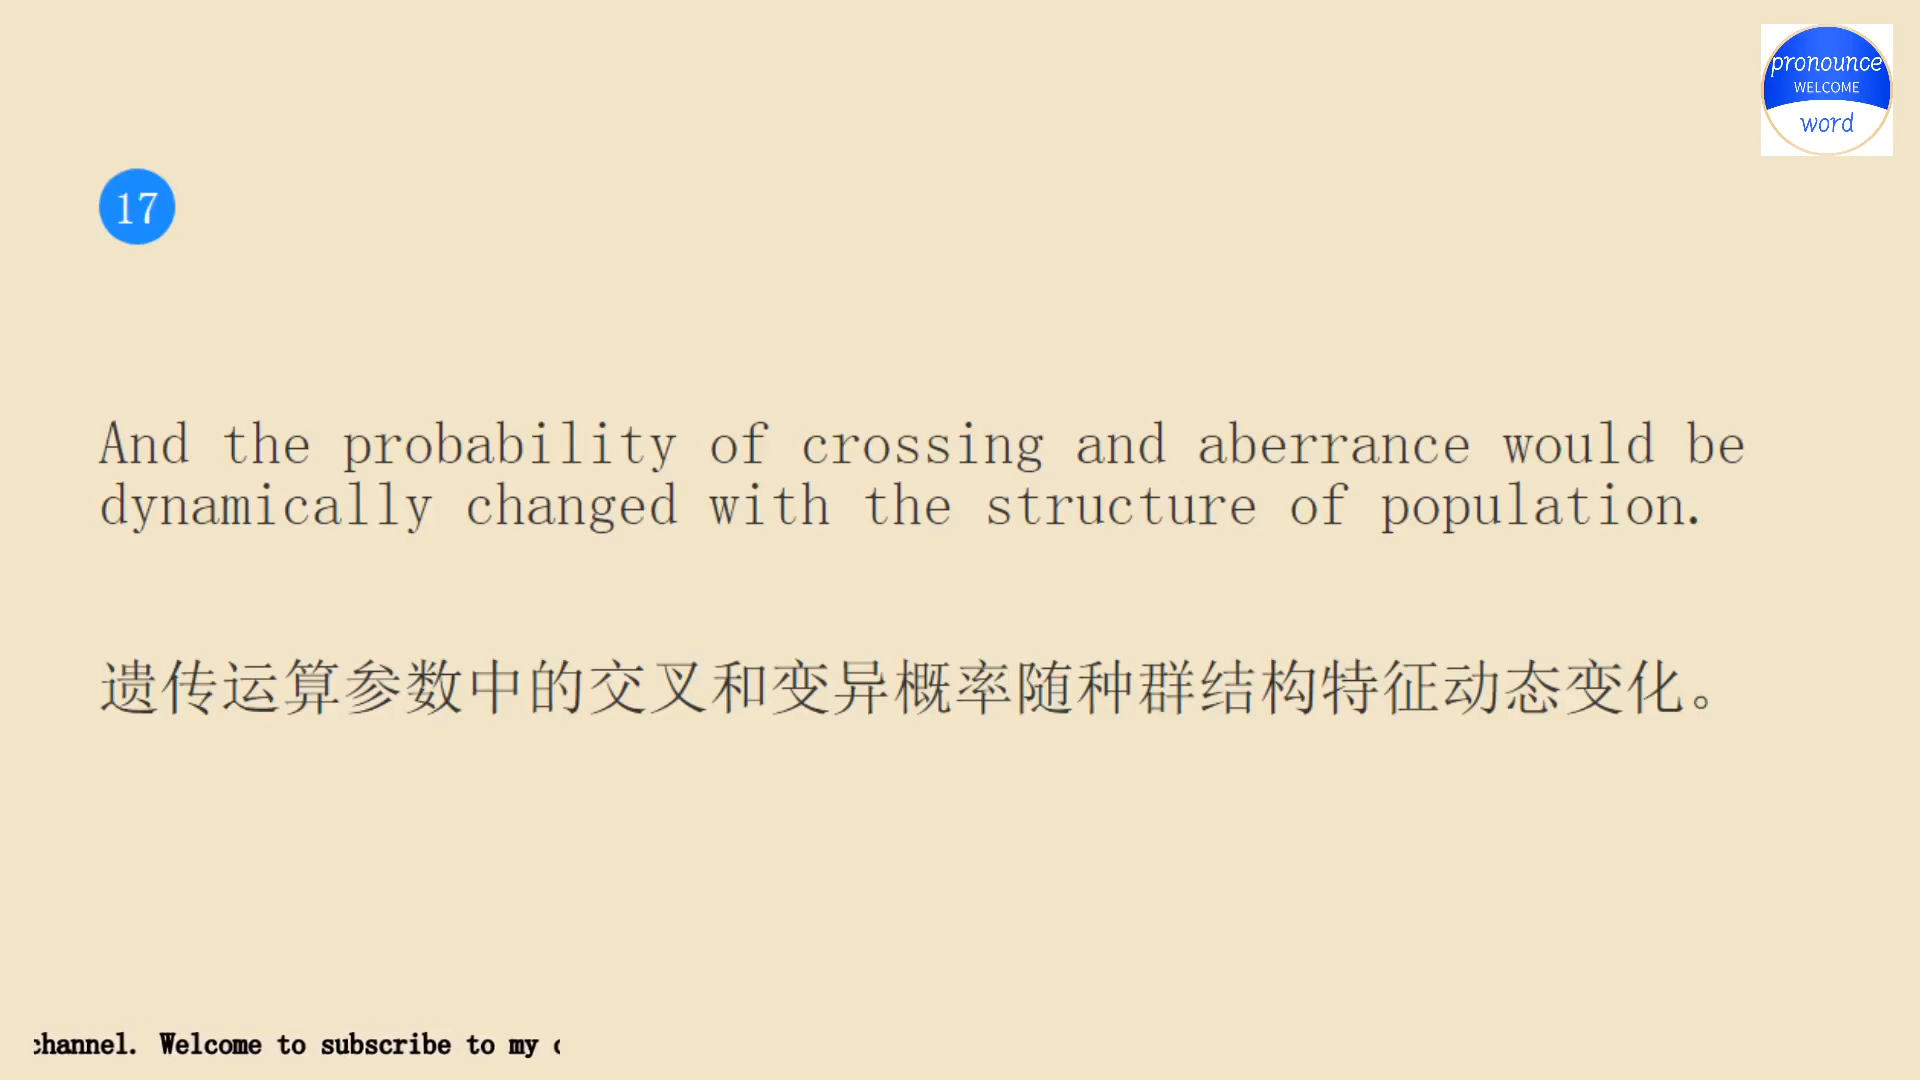 pronounce
WELCOME
word
17
And the probability of crossing and aberrance would be
dynamically changed with the structure of population.
遗传运算参数中的交叉和变异概率随种群结构特征动态变化。
channel. Welcome to subscribe to my